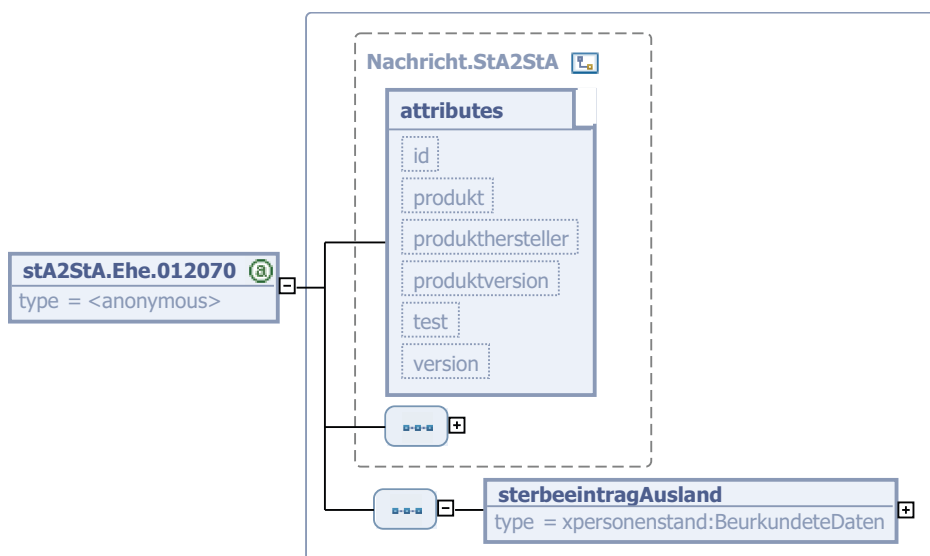 Nachricht.StA2StA
attributes
id
produkt
produkthersteller
produktversion
test
version
stA2StA.Ehe.012070 @
type = <anonymous>
sterbeeintragAusland
type = xpersonenstand:BeurkundeteDaten